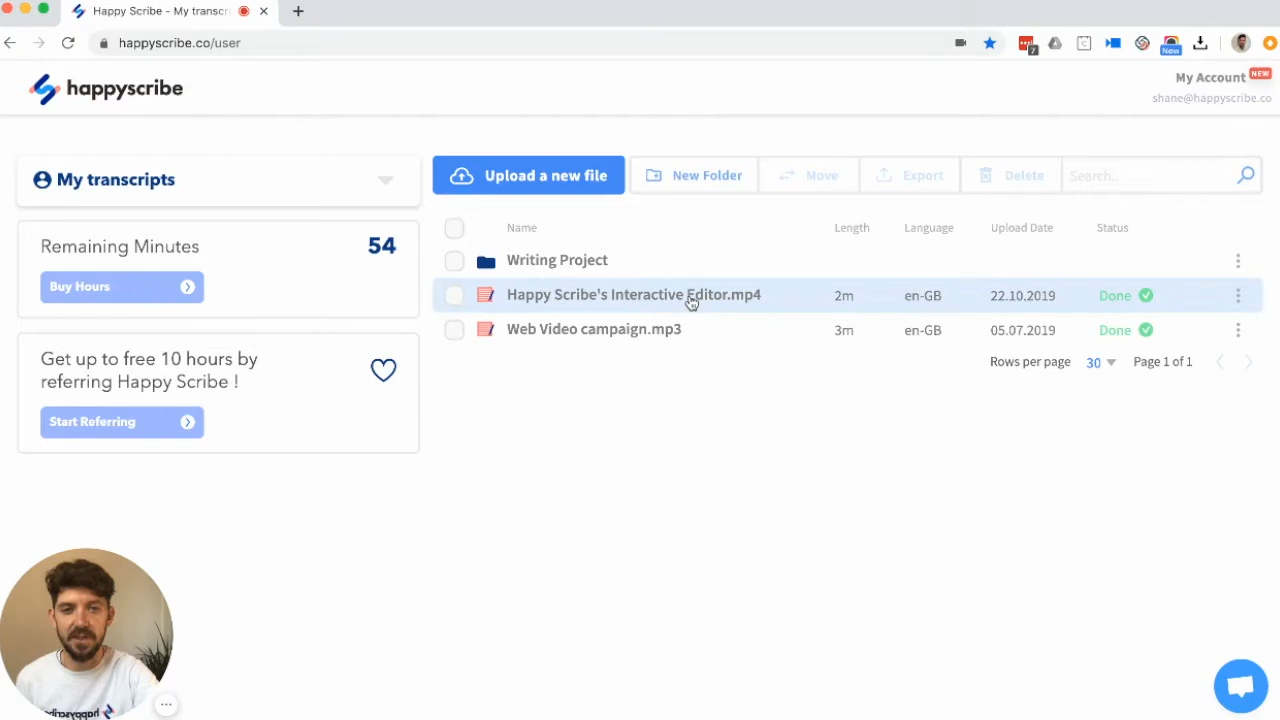 Happy Scribe - My transcr
happyscribe.co/user
7
New
happyscribe
My Account NEW
shane@happyscribe.co
My transcripts
Upload a new file
New Folder
Move
Export
Delete
Search...
Remaining Minutes 54
Buy Hours
Get up to free 10 hours by
referring Happy Scribe !
Start Referring
Name Length Language Upload Date Status
Writing Project
Happy Scribe's Interactive Editor.mp4 2m en-GB 22.10.2019 Done
Web Video campaign.mp3 3m en-GB 05.07.2019 Done
Rows per page 30 Page 1 of 1
happyscribe